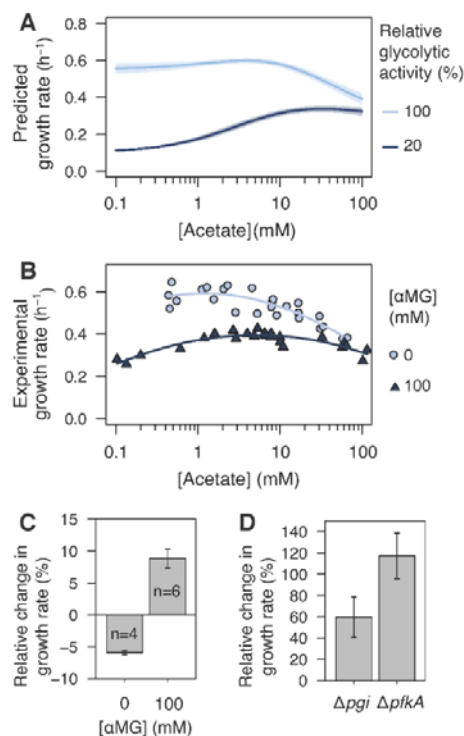 A
Predicted
growth rate (h⁻¹)
0.8
0.6
0.4
0.2
0.0
0.1 1 10 100
[Acetate] (mM)
Relative
glycolytic
activity (%)
100
20
B
Experimental
growth rate (h⁻¹)
0.6
0.4
0.2
0.0
0.1 1 10 100
[Acetate] (mM)
[αMG]
(mM)
0
100
C
Relative change in
growth rate (%)
15
10
5
0
−5
−10
n=4
n=6
0 100
[αMG] (mM)
D
Relative change in
growth rate (%)
140
120
100
80
60
40
20
0
Δpgi ΔpfkA